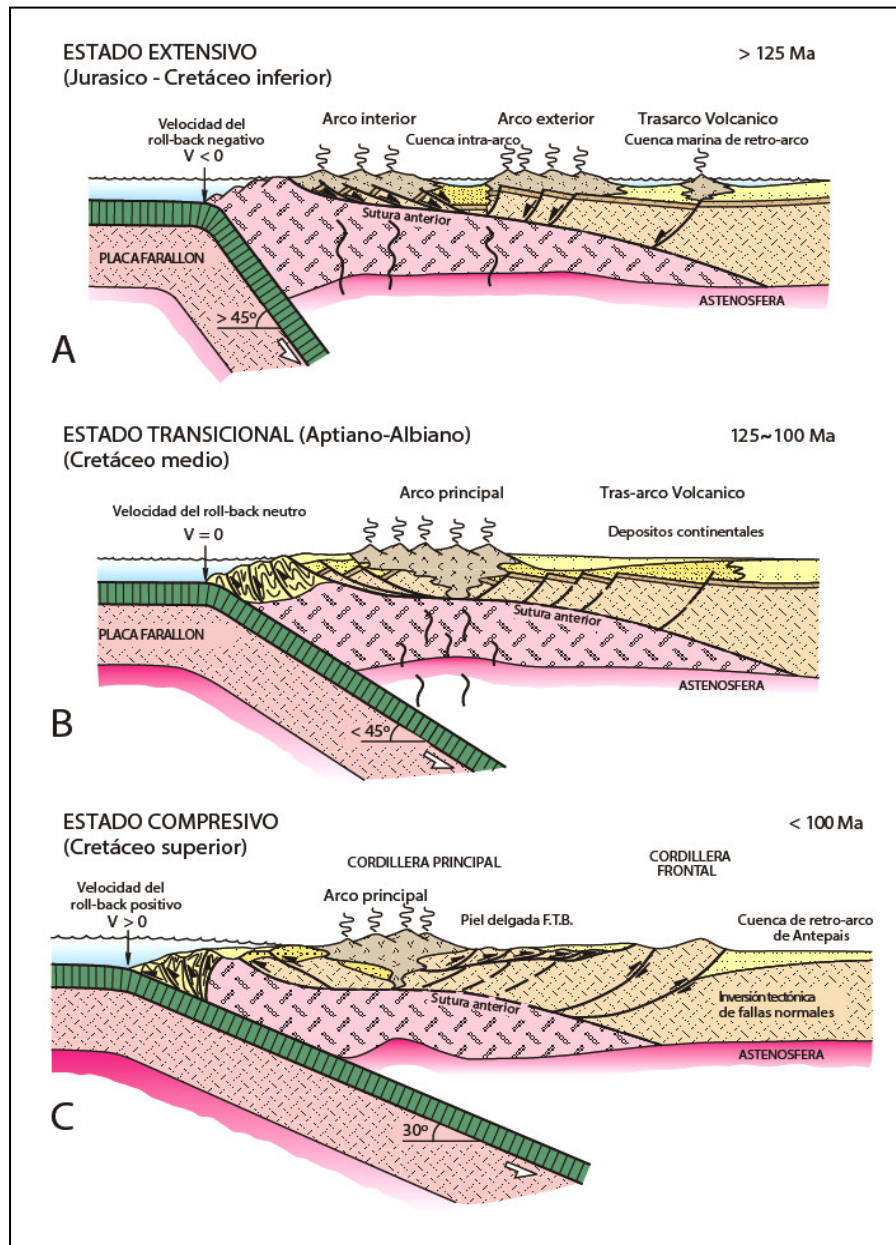 ESTADO EXTENSIVO
(Jurasico - Cretáceo inferior)
> 125 Ma
Velocidad del
roll-back negativo
V < 0
Arco interior
Cuenca intra-arco
Arco exterior
Trasarco Volcanico
Cuenca marina de retro-arco
Sutura anterior
PLACA FARALLON
ASTENOSFERA
> 45º
A
ESTADO TRANSICIONAL (Aptiano-Albiano)
(Cretáceo medio)
125~100 Ma
Velocidad del roll-back neutro
V = 0
Arco principal
Tras-arco Volcanico
Depositos continentales
Sutura anterior
PLACA FARALLON
ASTENOSFERA
< 45º
B
ESTADO COMPRESIVO
(Cretáceo superior)
< 100 Ma
Velocidad del
roll-back positivo
V > 0
CORDILLERA PRINCIPAL
Arco principal
Piel delgada F.T.B.
CORDILLERA
FRONTAL
Cuenca de retro-arco
de Antepais
Sutura anterior
Inversión tectónica
de fallas normales
ASTENOSFERA
30º
C